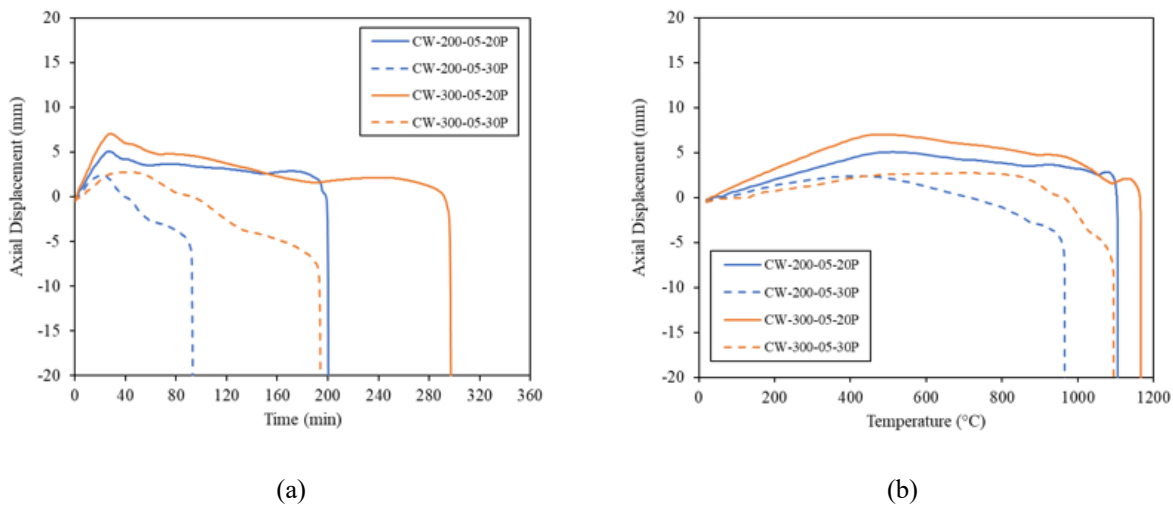 20
15
10
5
0
-5
-10
-15
-20
Axial Displacement (mm)
CW-200-05-20P
CW-200-05-30P
CW-300-05-20P
CW-300-05-30P
0 40 80 120 160 200 240 280 320 360
Time (min)
(a)
20
15
10
5
0
-5
-10
-15
-20
Axial Displacement (mm)
CW-200-05-20P
CW-200-05-30P
CW-300-05-20P
CW-300-05-30P
0 200 400 600 800 1000 1200
Temperature (°C)
(b)